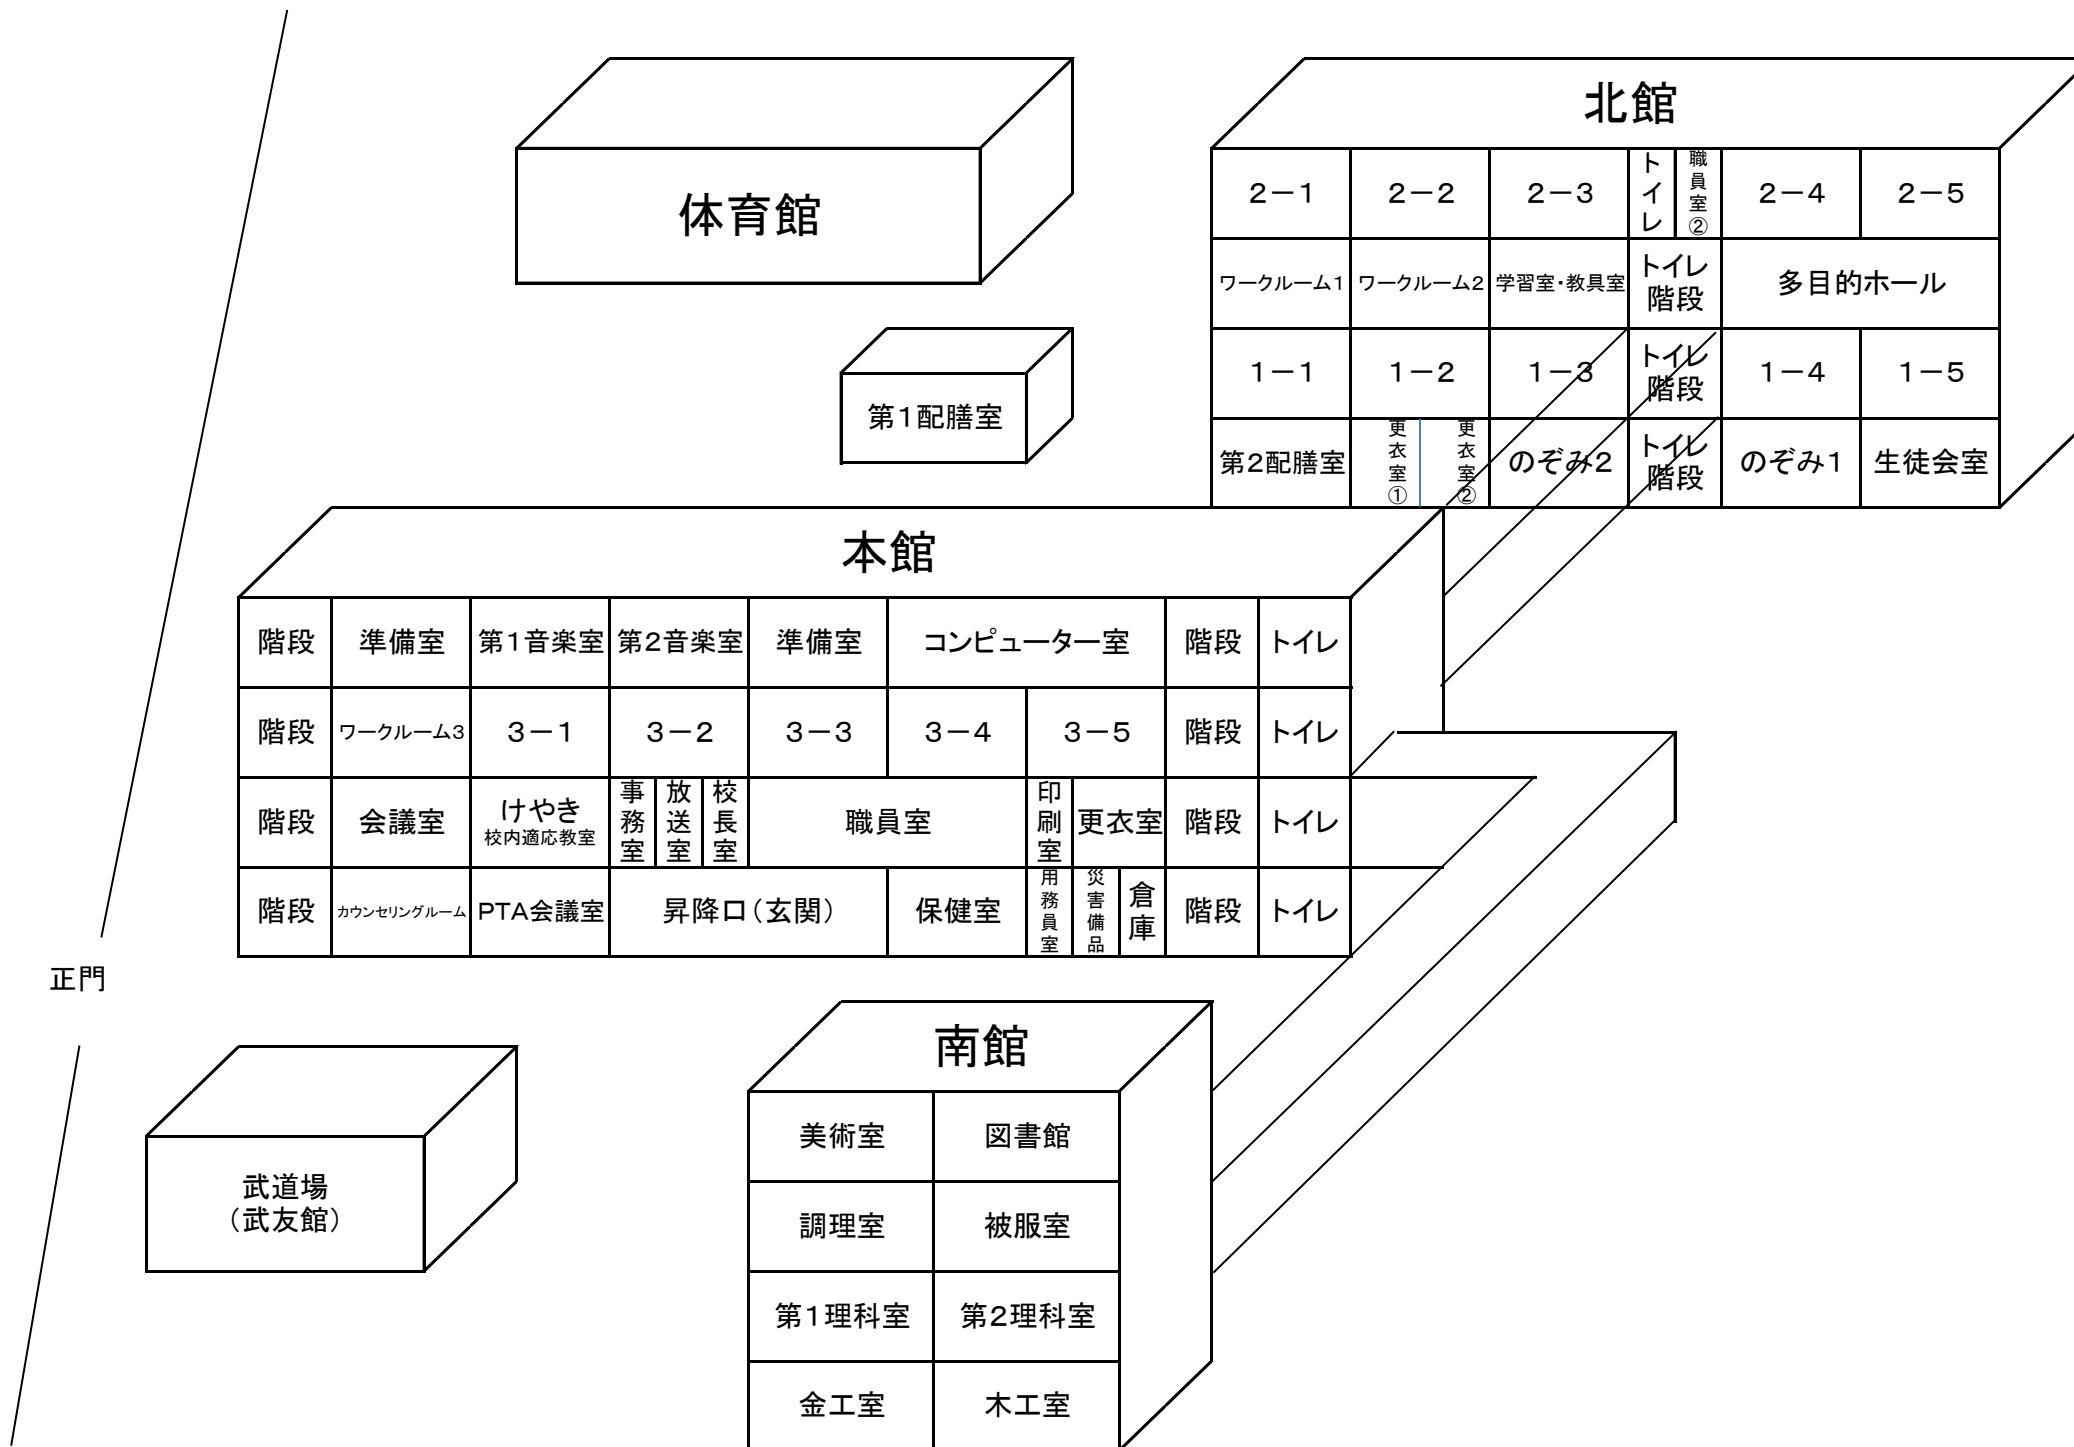 北館
体育館
2-1
2-2
2-3
トイレ
職員室②
2-4
2-5
ワークルーム1
ワークルーム2
学習室・教具室
トイレ
階段
多目的ホール
1-1
1-2
1-3
トイレ
階段
1-4
1-5
第1配膳室
第2配膳室
更衣室①
更衣室②
のぞみ2
トイレ
階段
のぞみ1
生徒会室
本館
階段
準備室
第1音楽室
第2音楽室
準備室
コンピューター室
階段
トイレ
階段
ワークルーム3
3-1
3-2
3-3
3-4
3-5
階段
トイレ
階段
会議室
けやき
校内適応教室
事務室
放送室
校長室
職員室
印刷室
更衣室
階段
トイレ
階段
カウンセリングルーム
PTA会議室
昇降口(玄関)
保健室
用務員室
災害備品
倉庫
階段
トイレ
正門
南館
美術室
図書館
武道場
(武友館)
調理室
被服室
第1理科室
第2理科室
金工室
木工室